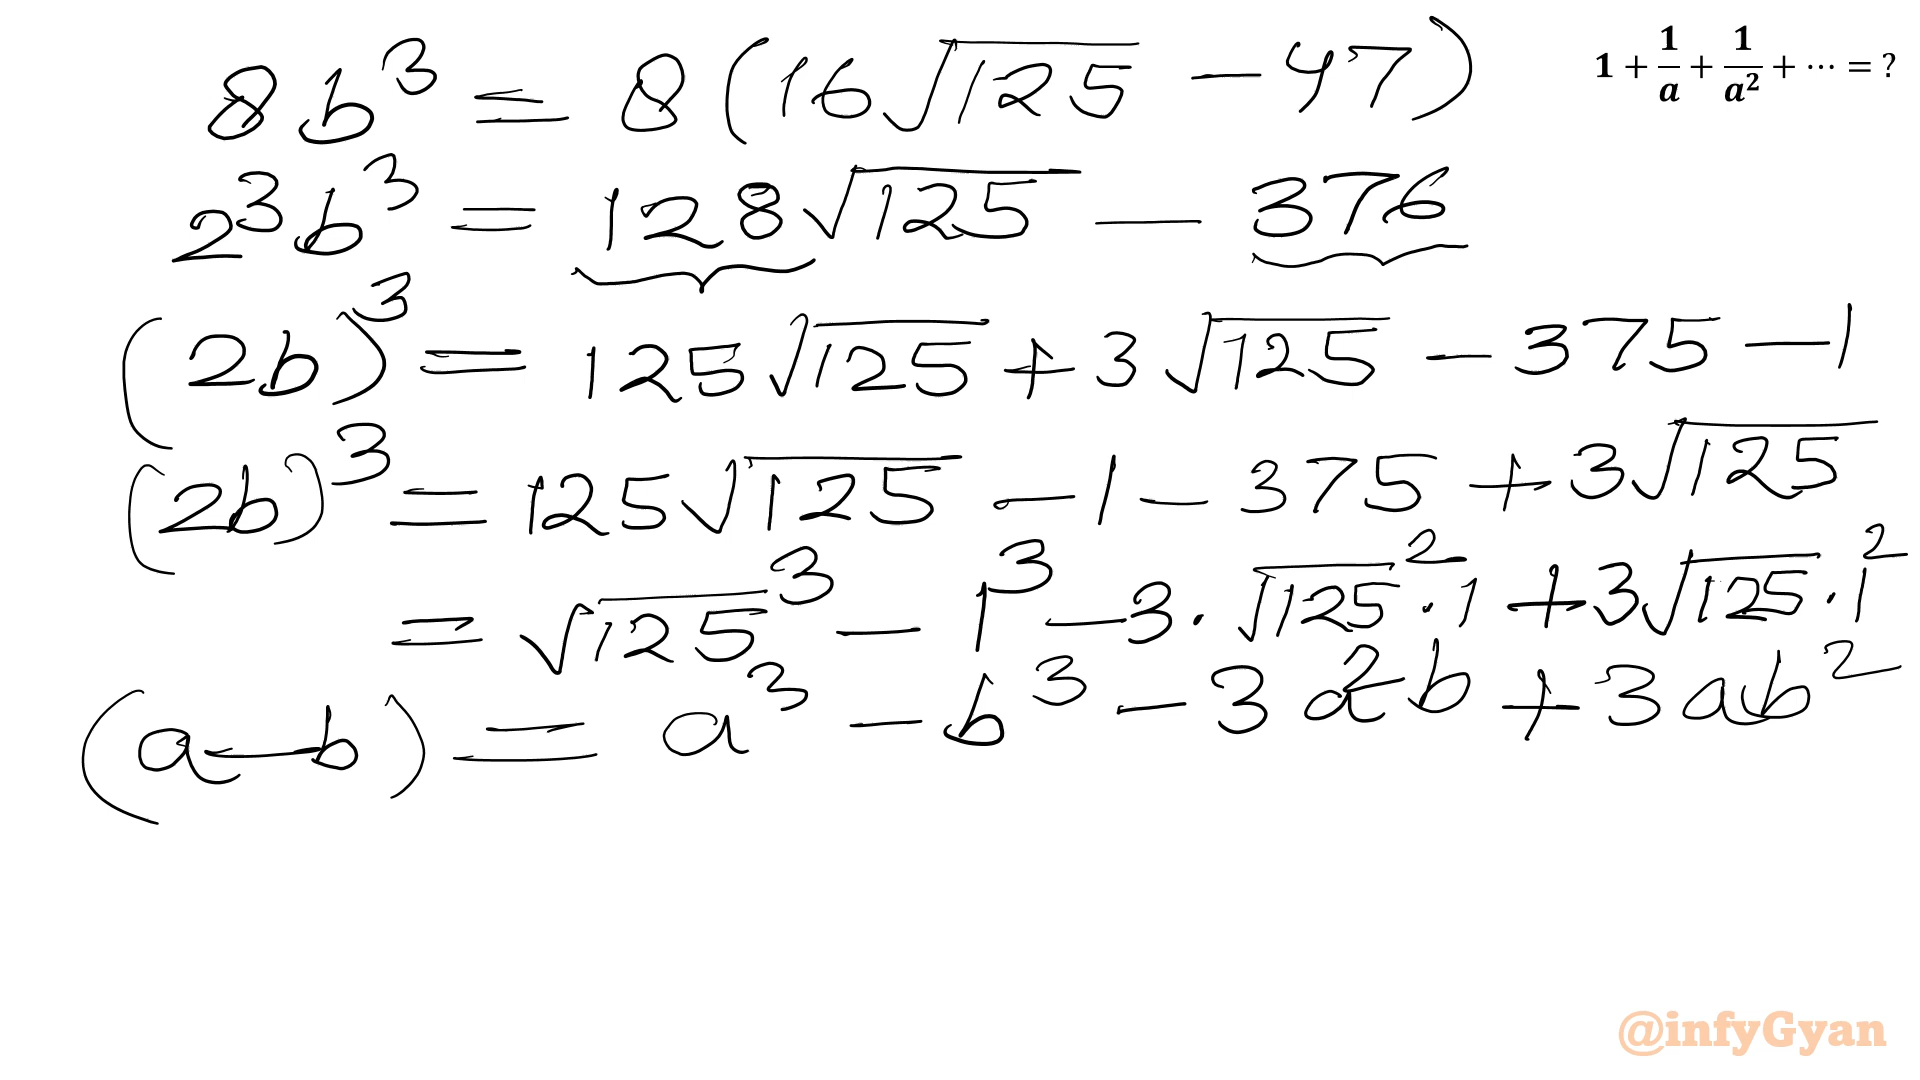 8b³ = 8(16√125 − 47)
1 + 1/a + 1/a² + ⋯ = ?
2³b³ = 128√125 − 376
(2b)³ = 125√125 + 3√125 − 375 − 1
(2b)³ = 125√125 − 1 − 375 + 3√125
= √125³ − 1³ − 3·√125²·1 + 3√125·1²
(a−b) = a³ − b³ − 3a²b + 3ab²
@infyGyan